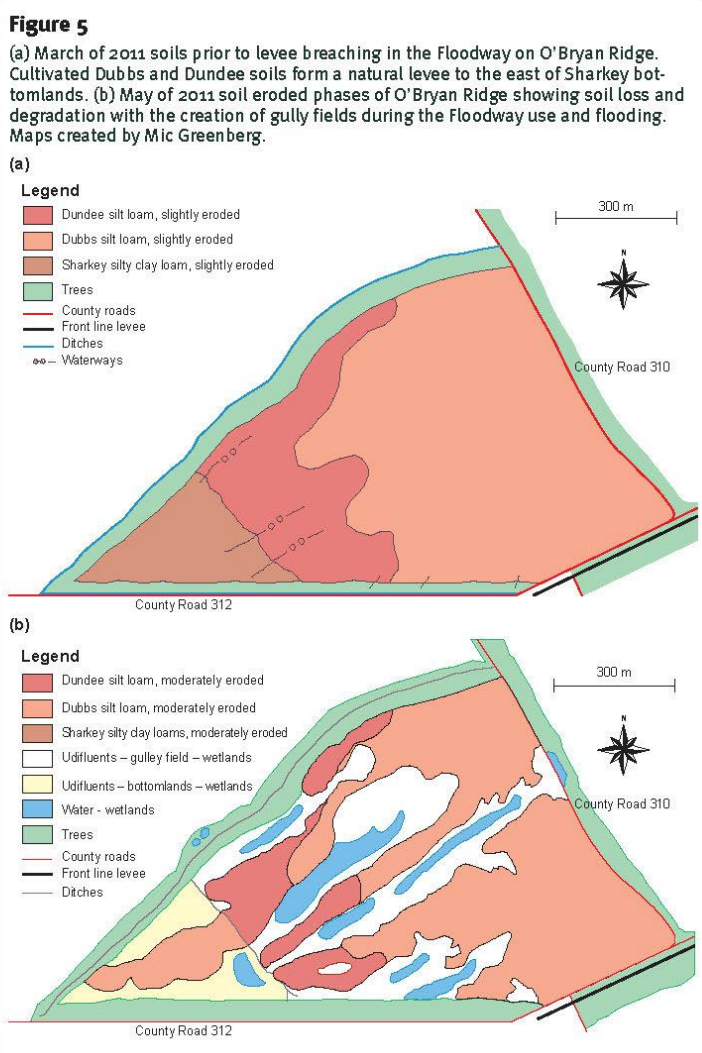 Figure 5
(a) March of 2011 soils prior to levee breaching in the Floodway on O'Bryan Ridge.
Cultivated Dubbs and Dundee soils form a natural levee to the east of Sharkey bot-
tomlands. (b) May of 2011 soil eroded phases of O'Bryan Ridge showing soil loss and
degradation with the creation of gully fields during the Floodway use and flooding.
Maps created by Mic Greenberg.
(a)
Legend
Dundee silt loam, slightly eroded
Dubbs silt loam, slightly eroded
Sharkey silty clay loam, slightly eroded
Trees
County roads
Front line levee
Ditches
Waterways
300 m
N
County Road 310
County Road 312
(b)
Legend
Dundee silt loam, moderately eroded
Dubbs silty loam, moderately eroded
Sharkey silty clay loams, moderately eroded
Udifluents – gulley field – wetlands
Udifluents – bottomlands – wetlands
Water - wetlands
Trees
County roads
Front line levee
Ditches
300 m
N
County Road 310
County Road 312